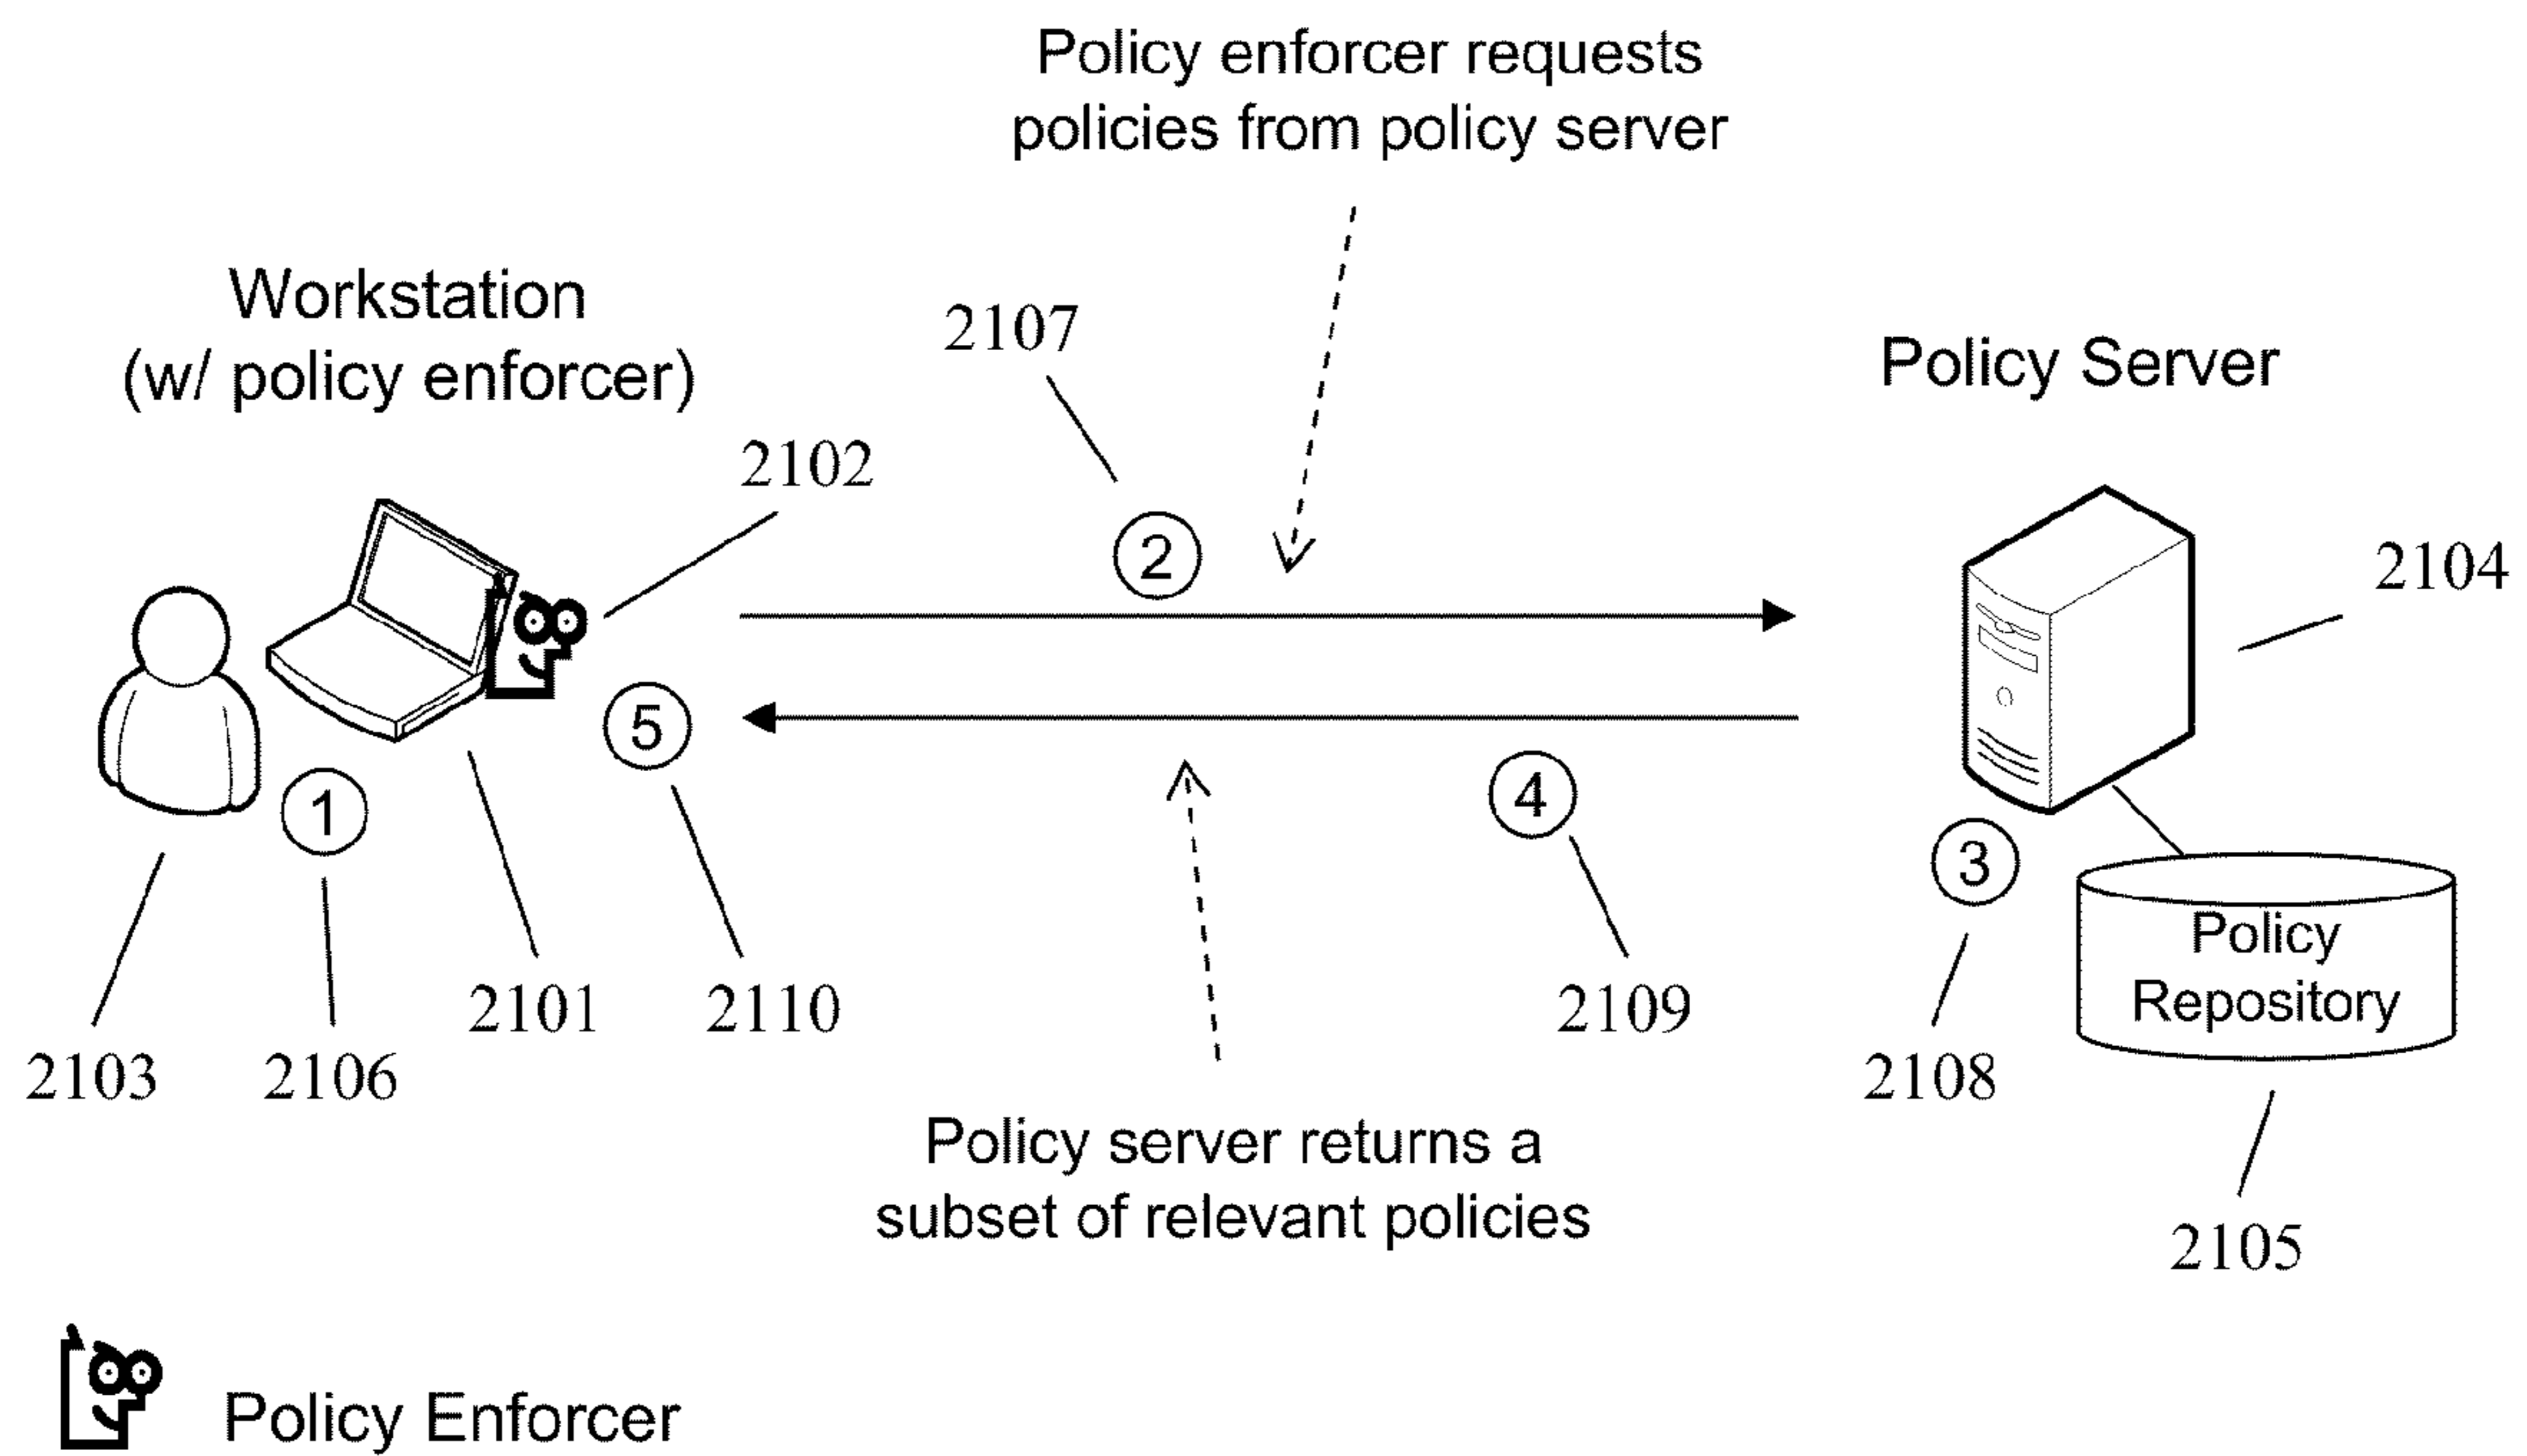 Policy enforcer requests
policies from policy server
Workstation
(w/ policy enforcer)
2107
Policy Server
2102
2
2104
5
4
1
3
Policy
Repository
2101
2110
2109
2103
2106
2108
Policy server returns a
subset of relevant policies
2105
Policy Enforcer